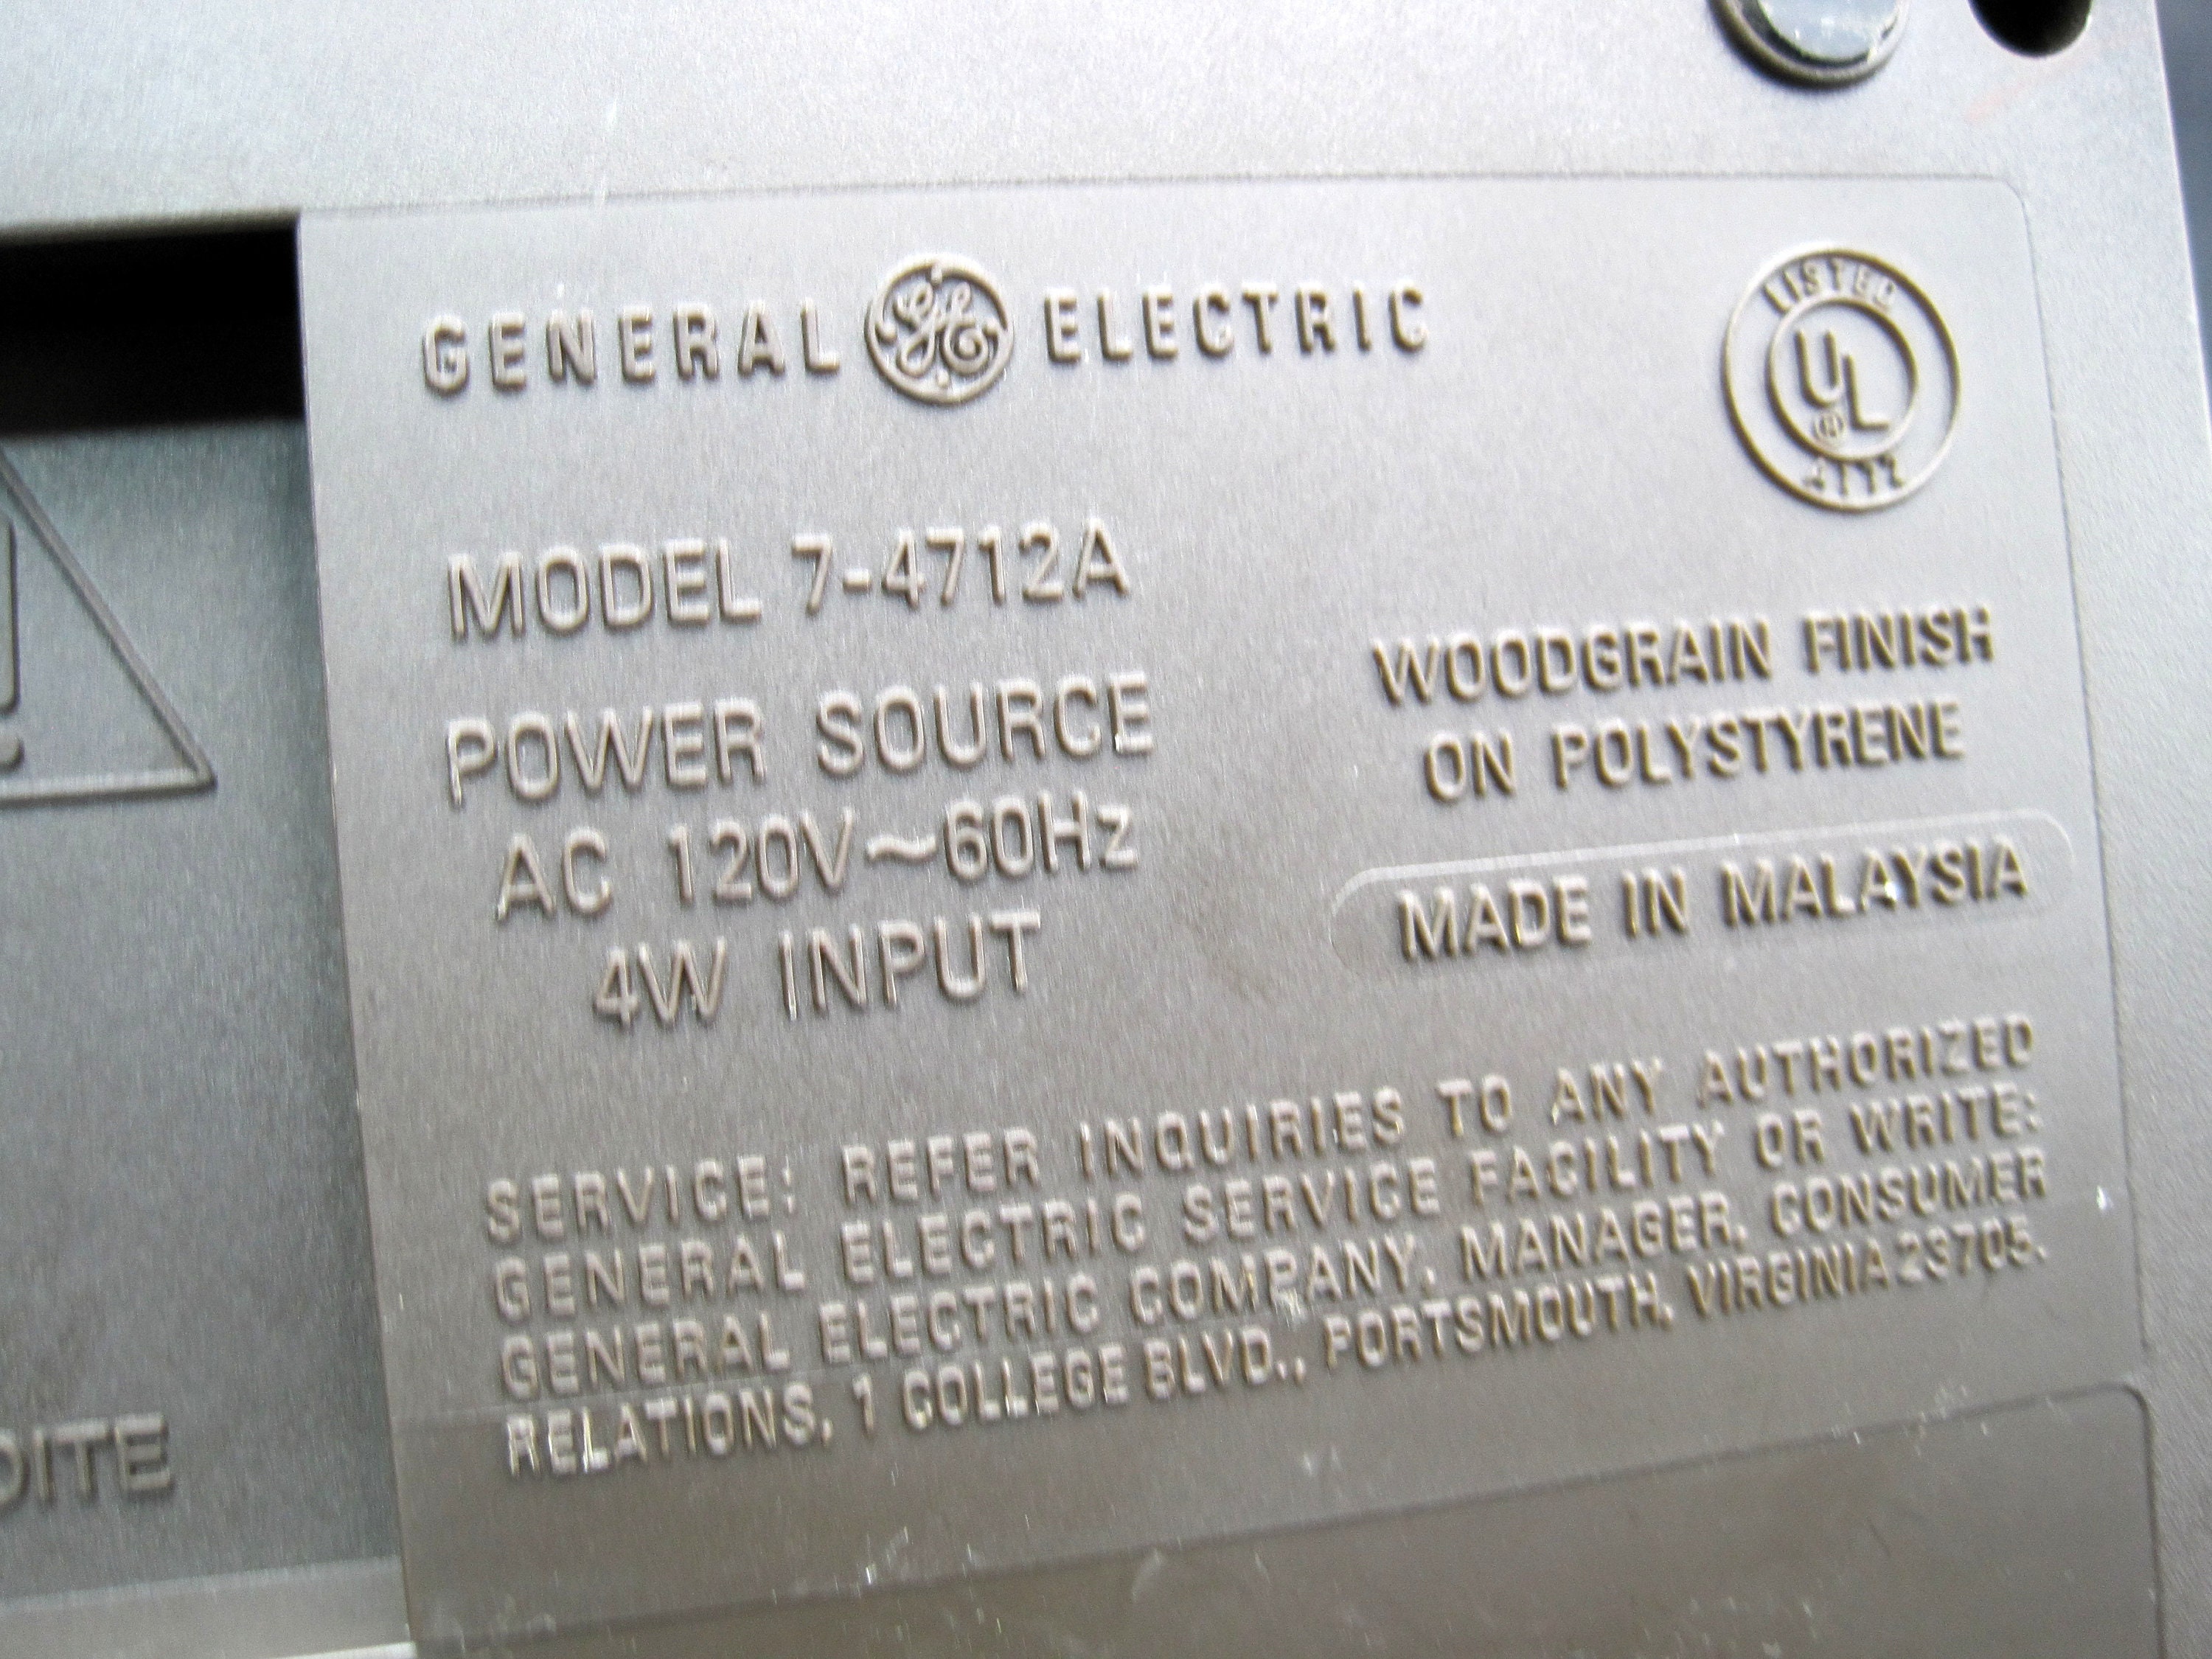 GENERAL GE ELECTRIC
LISTED
UL
®
MODEL 7-4712A
POWER SOURCE
AC 120V~60Hz
4W INPUT
WOODGRAIN FINISH
ON POLYSTYRENE
MADE IN MALAYSIA
SERVICE: REFER INQUIRIES TO ANY AUTHORIZED
GENERAL ELECTRIC SERVICE FACILITY OR WRITE:
GENERAL ELECTRIC COMPANY, MANAGER, CONSUMER
RELATIONS, 1 COLLEGE BLVD., PORTSMOUTH, VIRGINIA 23705.